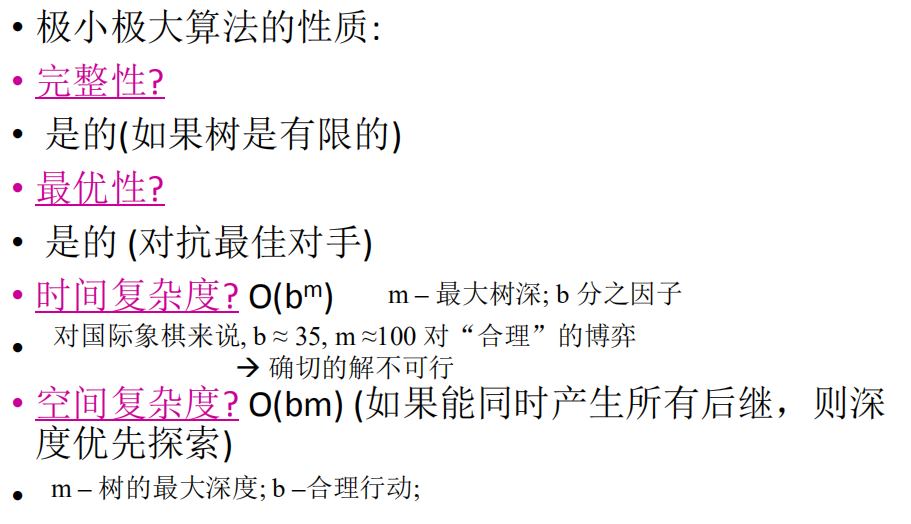 • 极小极大算法的性质:
• 完整性?
• 是的(如果树是有限的)
• 最优性?
• 是的 (对抗最佳对手)
• 时间复杂度? O(bᵐ) m – 最大树深; b 分之因子
• 对国际象棋来说, b ≈ 35, m ≈100 对“合理”的博弈
→ 确切的解不可行
• 空间复杂度? O(bm) (如果能同时产生所有后继，则深
度优先探索)
• m – 树的最大深度; b –合理行动;